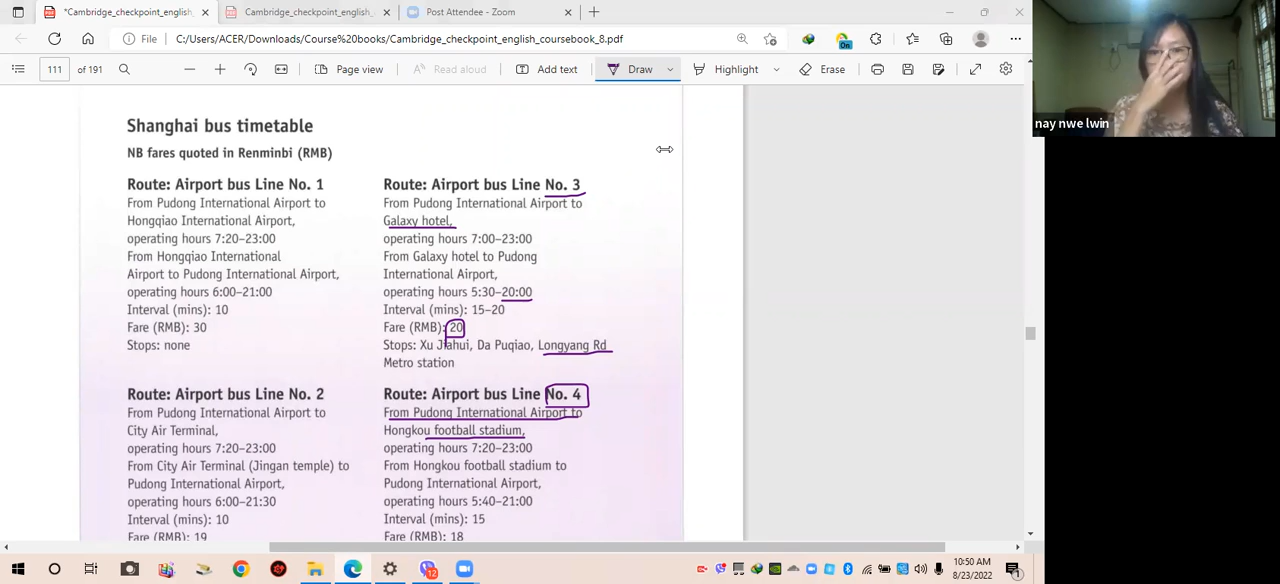 *Cambridge_checkpoint_english_
Cambridge_checkpoint_english_c
Post Attendee - Zoom
File
C:/Users/ACER/Downloads/Course%20books/Cambridge_checkpoint_english_coursebook_8.pdf
On
111 of 191
Page view
Read aloud
Add text
Draw
Highlight
Erase
nay nwe lwin
Shanghai bus timetable
NB fares quoted in Renminbi (RMB)
Route: Airport bus Line No. 1
From Pudong International Airport to
Hongqiao International Airport,
operating hours 7:20–23:00
From Hongqiao International
Airport to Pudong International Airport,
operating hours 6:00–21:00
Interval (mins): 10
Fare (RMB): 30
Stops: none
Route: Airport bus Line No. 2
From Pudong International Airport to
City Air Terminal,
operating hours 7:20–23:00
From City Air Terminal (Jingan temple) to
Pudong International Airport,
operating hours 6:00–21:30
Interval (mins): 10
Fare (RMB): 19
Route: Airport bus Line No. 3
From Pudong International Airport to
Galaxy hotel,
operating hours 7:00–23:00
From Galaxy hotel to Pudong
International Airport,
operating hours 5:30–20:00
Interval (mins): 15–20
Fare (RMB): 20
Stops: Xu Jiahui, Da Puqiao, Longyang Rd
Metro station
Route: Airport bus Line No. 4
From Pudong International Airport to
Hongkou football stadium,
operating hours 7:20–23:00
From Hongkou football stadium to
Pudong International Airport,
operating hours 5:40–21:00
Interval (mins): 15
Fare (RMB): 18
12
10:50 AM
8/23/2022
1